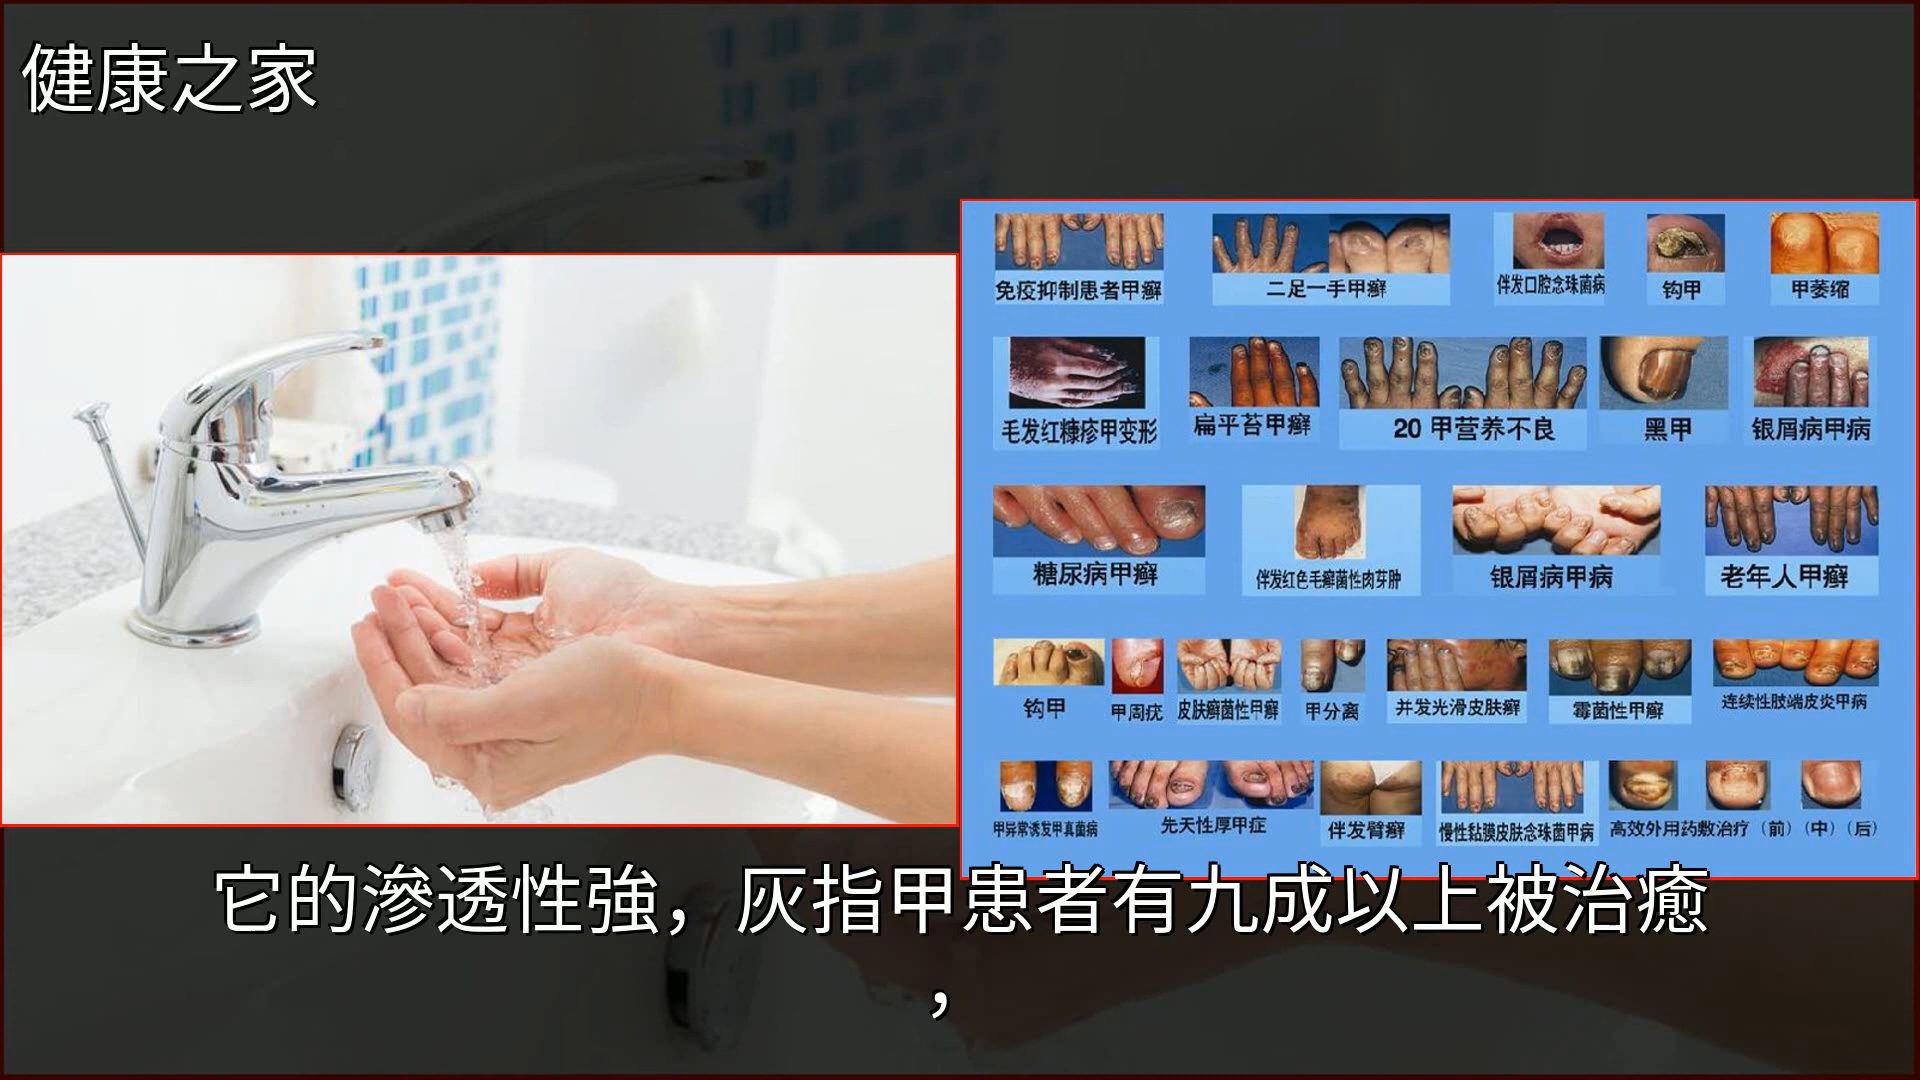 健康之家
免疫抑制患者甲癣
二足一手甲癣
伴发口腔念珠菌病
钩甲
甲萎缩
毛发红糠疹甲变形
扁平苔甲癣
20 甲营养不良
黑甲
银屑病甲病
糖尿病甲癣
伴发红色毛癣菌性肉芽肿
银屑病甲病
老年人甲癣
钩甲
甲周疣
皮肤癣菌性甲癣
甲分离
并发光滑皮肤癣
霉菌性甲癣
连续性肢端皮炎甲病
甲异常诱发甲真菌病
先天性厚甲症
伴发臂癣
慢性黏膜皮肤念珠菌甲病
高效外用药敷治疗（前）（中）（后）
它的滲透性強，灰指甲患者有九成以上被治癒
，